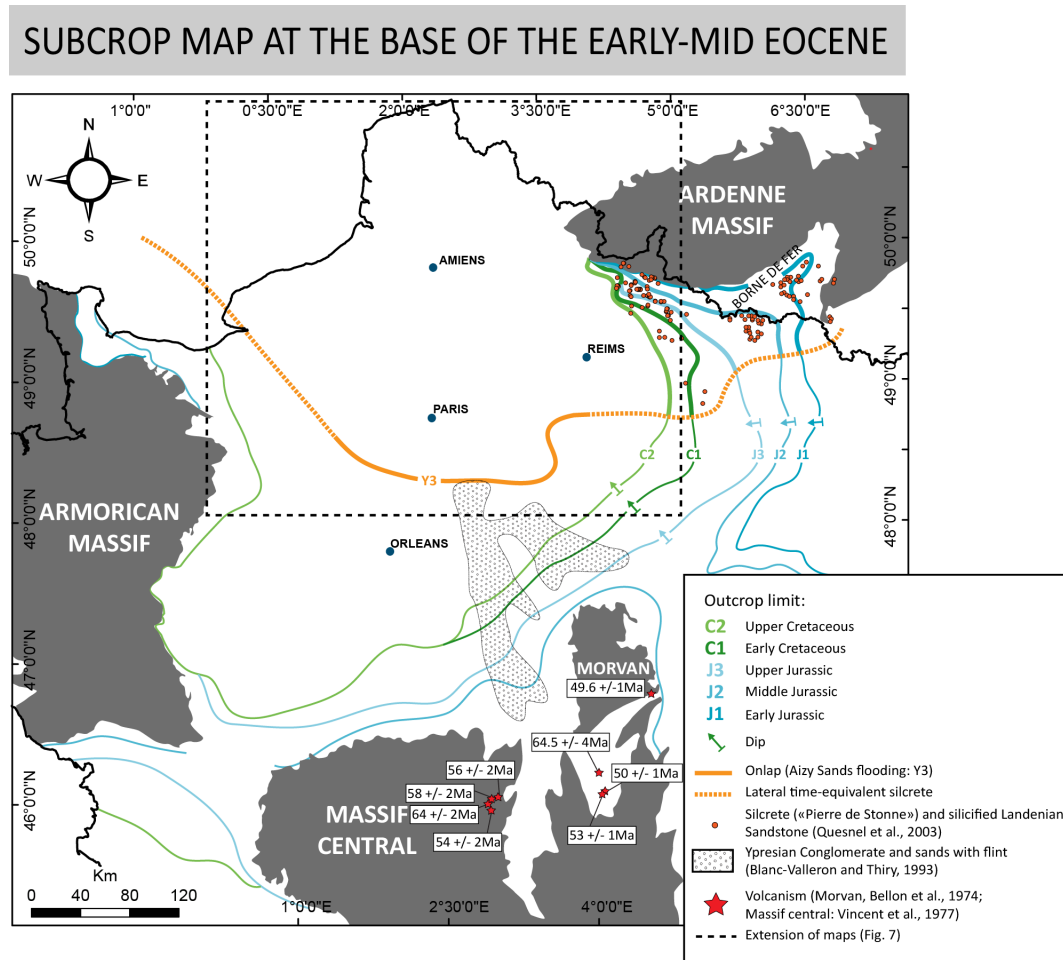 SUBCROP MAP AT THE BASE OF THE EARLY-MID EOCENE
1°0'0"
0°30'0"E
2°0'0"E
3°30'0"E
5°0'0"E
6°30'0"E
N
W
E
S
ARDENNE
MASSIF
50°0'0"N
50°0'0"N
AMIENS
BORNE DE FER
REIMS
49°0'0"N
49°0'0"N
PARIS
C2
C1
J3
J2
J1
Y3
ARMORICAN
MASSIF
48°0'0"N
48°0'0"N
ORLEANS
47°0'0"N
MORVAN
49.6 +/-1Ma
64.5 +/- 4Ma
56 +/- 2Ma
50 +/- 1Ma
58 +/- 2Ma
64 +/- 2Ma
53 +/- 1Ma
54 +/- 2Ma
46°0'0"N
MASSIF
CENTRAL
Km
0 40 80 120
1°0'0"E
2°30'0"E
4°0'0"E
Outcrop limit:
C2 Upper Cretaceous
C1 Early Cretaceous
J3 Upper Jurassic
J2 Middle Jurassic
J1 Early Jurassic
Dip
Onlap (Aizy Sands flooding: Y3)
Lateral time-equivalent silcrete
Silcrete («Pierre de Stonne») and silicified Landenian
Sandstone (Quesnel et al., 2003)
Ypresian Conglomerate and sands with flint
(Blanc-Valleron and Thiry, 1993)
Volcanism (Morvan, Bellon et al., 1974;
Massif central: Vincent et al., 1977)
Extension of maps (Fig. 7)